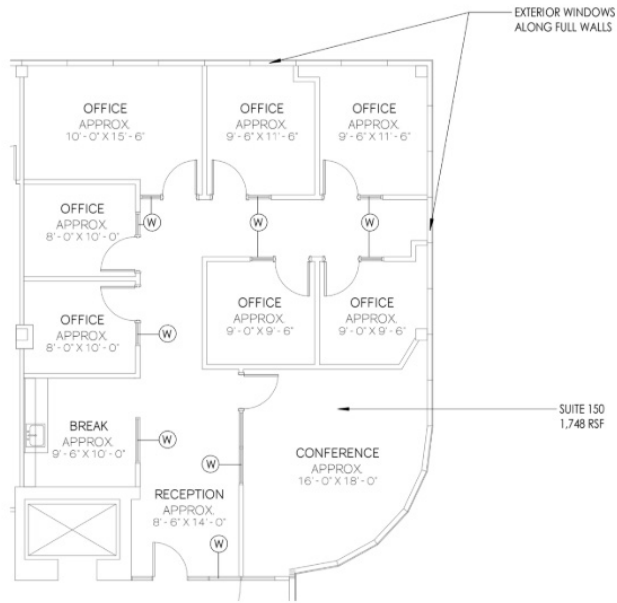 EXTERIOR WINDOWS
ALONG FULL WALLS
OFFICE
APPROX.
10'-0" X 15'-6"
OFFICE
APPROX.
9'-6" X 11'-6"
OFFICE
APPROX.
9'-6" X 11'-6"
W
W
W
OFFICE
APPROX.
8'-0" X 10'-0"
OFFICE
APPROX.
8'-0" X 10'-0"
W
OFFICE
APPROX.
9'-0" X 9'-6"
OFFICE
APPROX.
9'-0" X 9'-6"
SUITE 150
1,748 RSF
BREAK
APPROX.
9'-6" X 10'-0"
W
W
CONFERENCE
APPROX.
16'-0" X 18'-0"
RECEPTION
APPROX.
8'-6" X 14'-0"
W